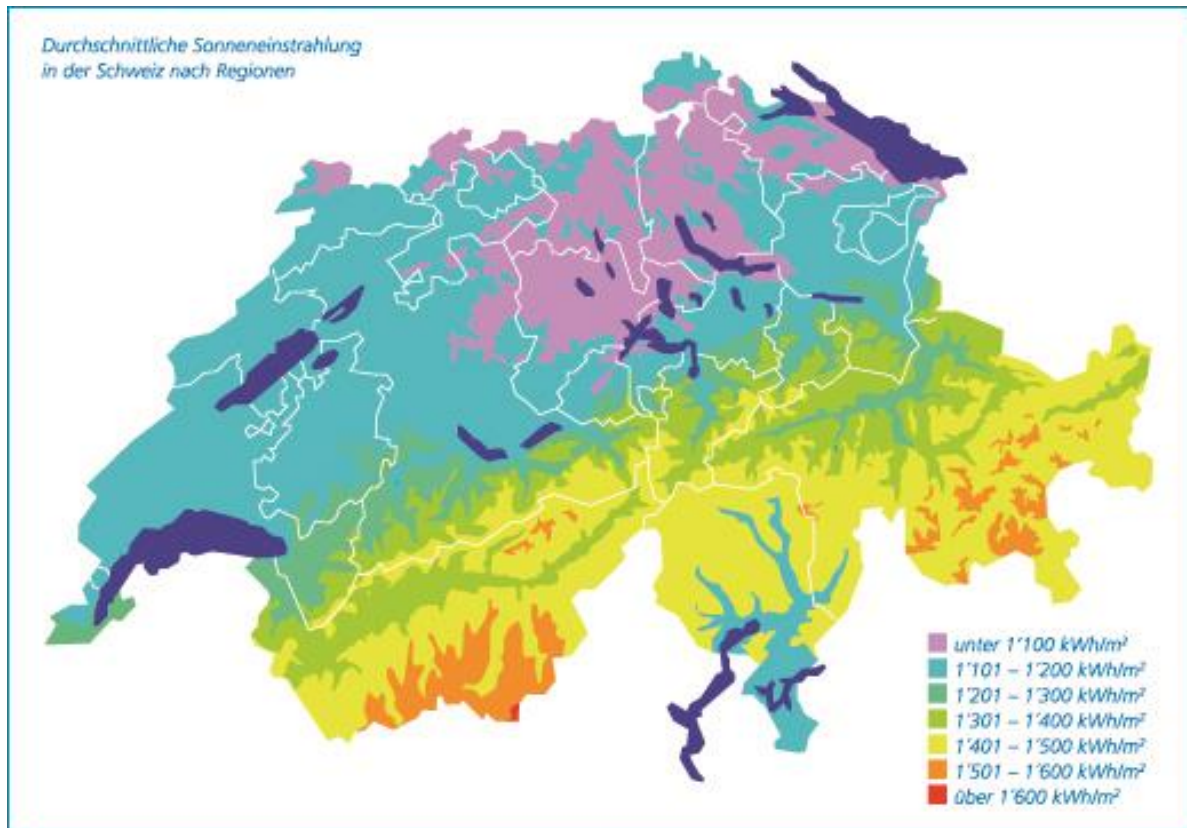 Durchschnittliche Sonneneinstrahlung
in der Schweiz nach Regionen
unter 1'100 kWh/m²
1'101 – 1'200 kWh/m²
1'201 – 1'300 kWh/m²
1'301 – 1'400 kWh/m²
1'401 – 1'500 kWh/m²
1'501 – 1'600 kWh/m²
über 1'600 kWh/m²